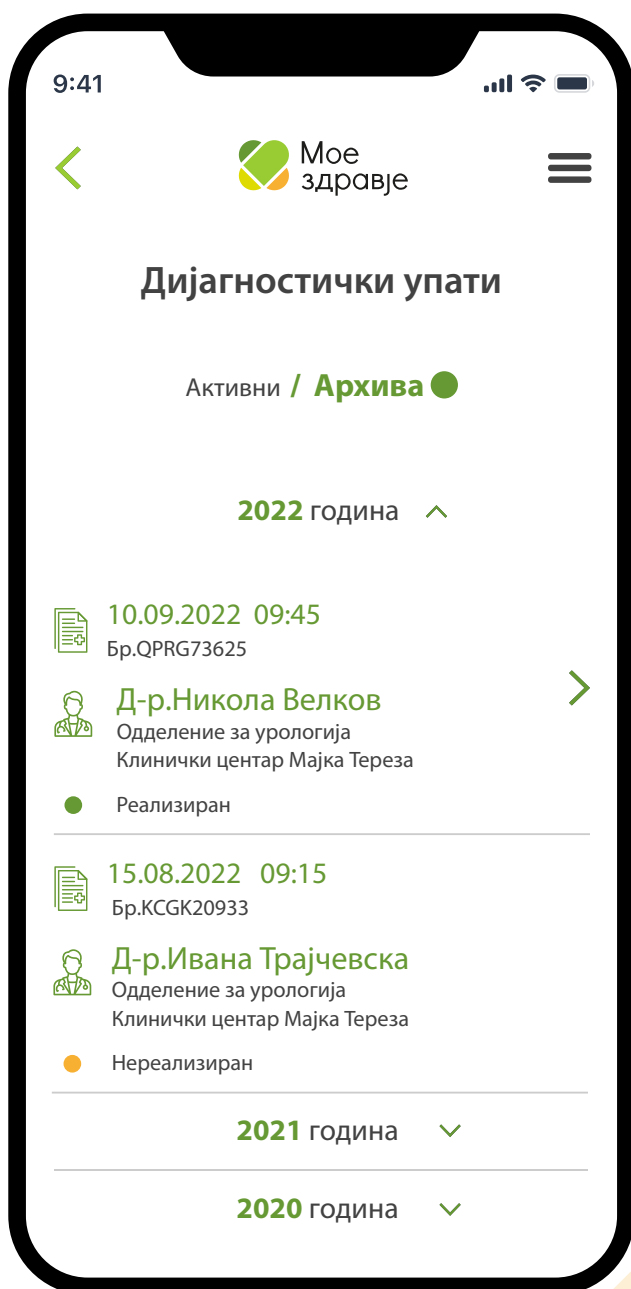 9:41
Мое
здравје
Дијагностички упати
Активни / Архива
2022 година
10.09.2022 09:45
Бр.QPRG73625
Д-р.Никола Велков
Одделение за урологија
Клинички центар Мајка Тереза
Реализиран
15.08.2022 09:15
Бр.KCGK20933
Д-р.Ивана Трајчевска
Одделение за урологија
Клинички центар Мајка Тереза
Нереализиран
2021 година
2020 година